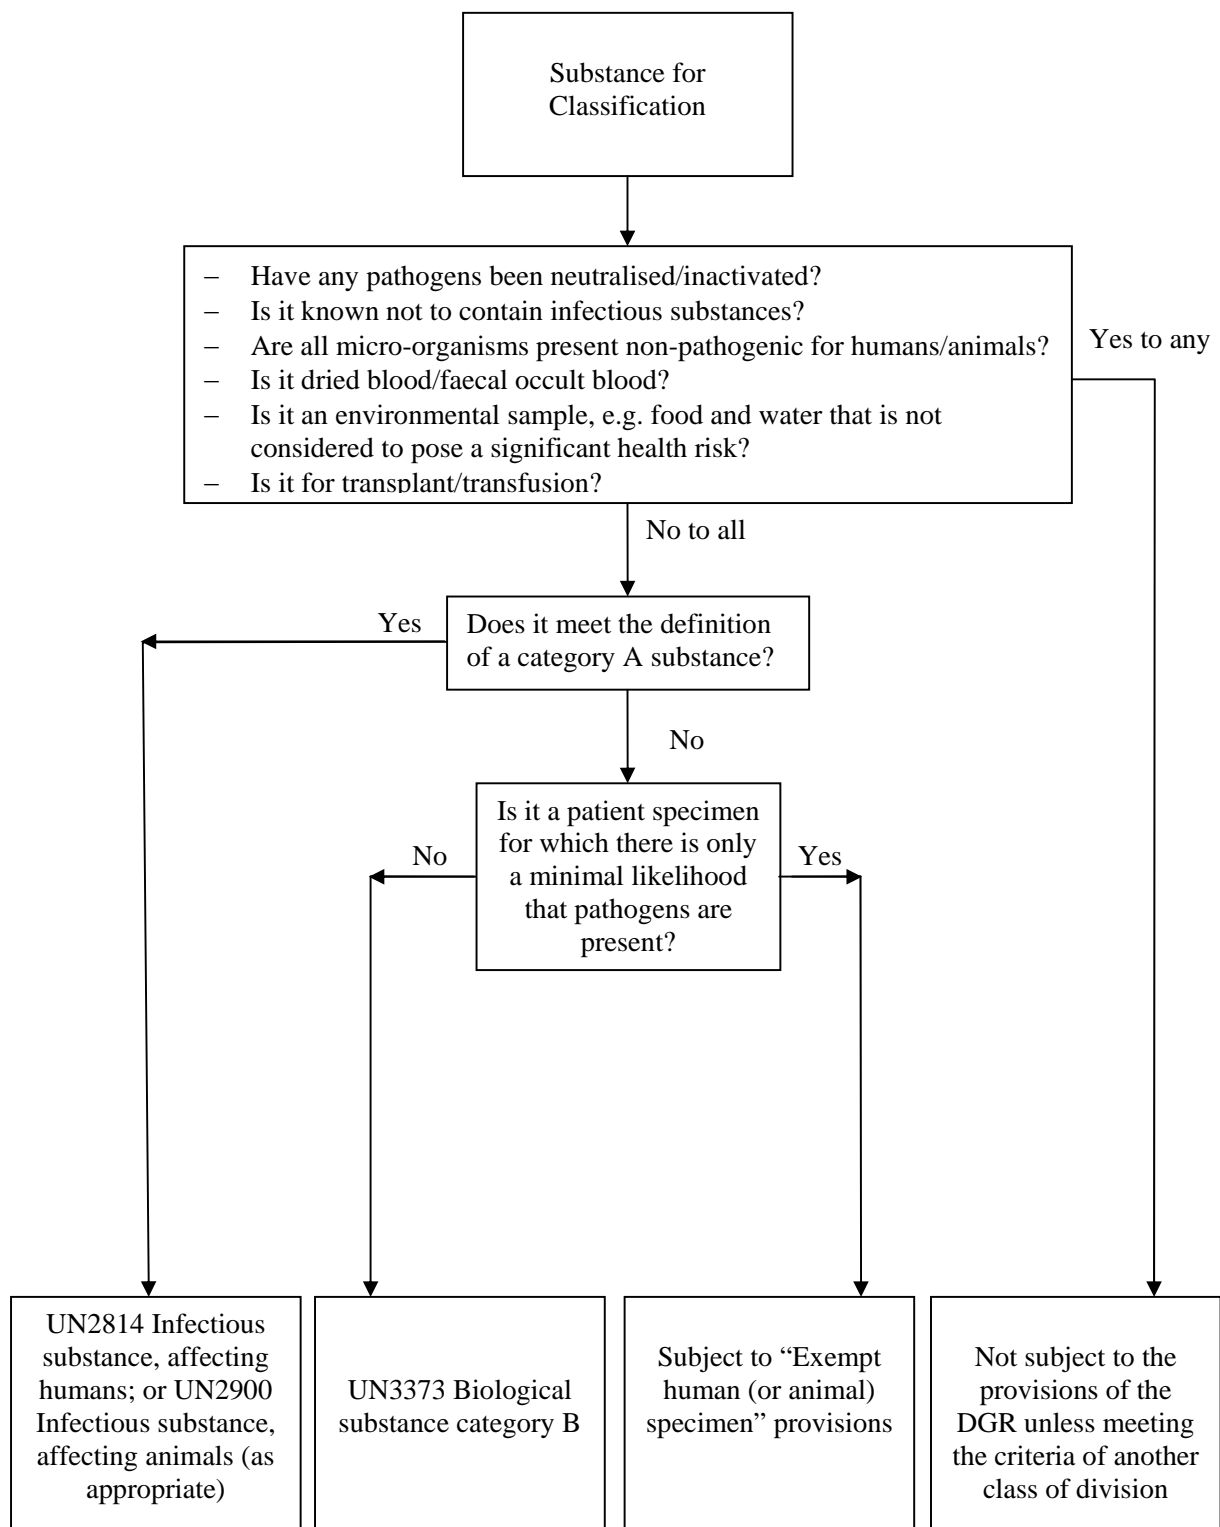 Substance for
Classification
– Have any pathogens been neutralised/inactivated?
– Is it known not to contain infectious substances?
– Are all micro-organisms present non-pathogenic for humans/animals?
– Is it dried blood/faecal occult blood?
– Is it an environmental sample, e.g. food and water that is not
considered to pose a significant health risk?
– Is it for transplant/transfusion?
Yes to any
No to all
Yes
Does it meet the definition
of a category A substance?
No
Is it a patient specimen
for which there is only
a minimal likelihood
that pathogens are
present?
No
Yes
UN2814 Infectious
substance, affecting
humans; or UN2900
Infectious substance,
affecting animals (as
appropriate)
UN3373 Biological
substance category B
Subject to “Exempt
human (or animal)
specimen” provisions
Not subject to the
provisions of the
DGR unless meeting
the criteria of another
class of division